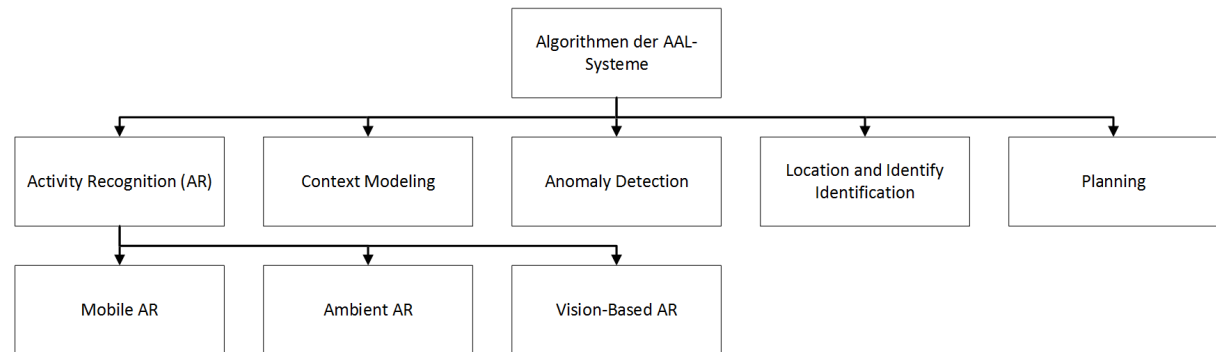 Algorithmen der AAL-
Systeme
Activity Recognition (AR)
Context Modeling
Anomaly Detection
Location and Identify
Identification
Planning
Mobile AR
Ambient AR
Vision-Based AR